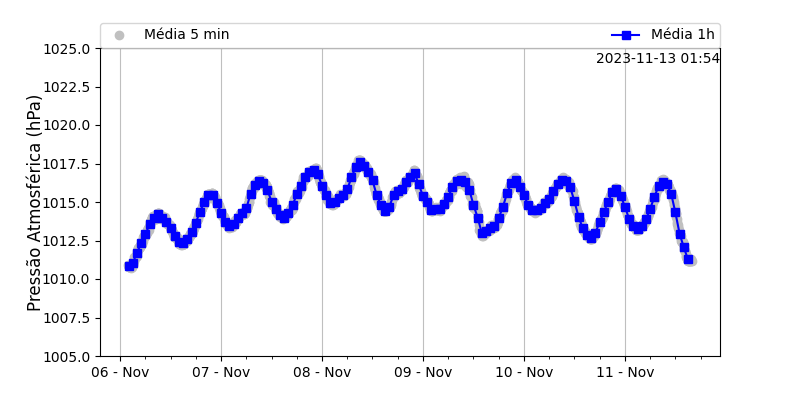 Média 5 min
Média 1h
2023-11-13 01:54
Pressão Atmosférica (hPa)
1025.0
1022.5
1020.0
1017.5
1015.0
1012.5
1010.0
1007.5
1005.0
06 - Nov
07 - Nov
08 - Nov
09 - Nov
10 - Nov
11 - Nov